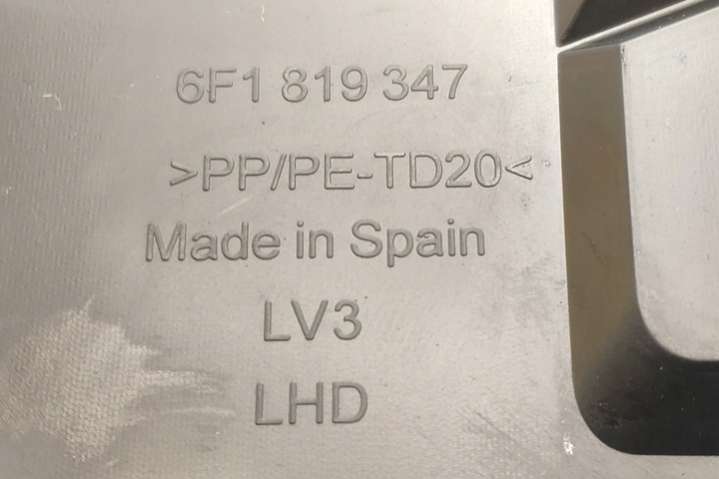 6F1 819 347
>PP/PE-TD20<
Made in Spain
LV3
LHD